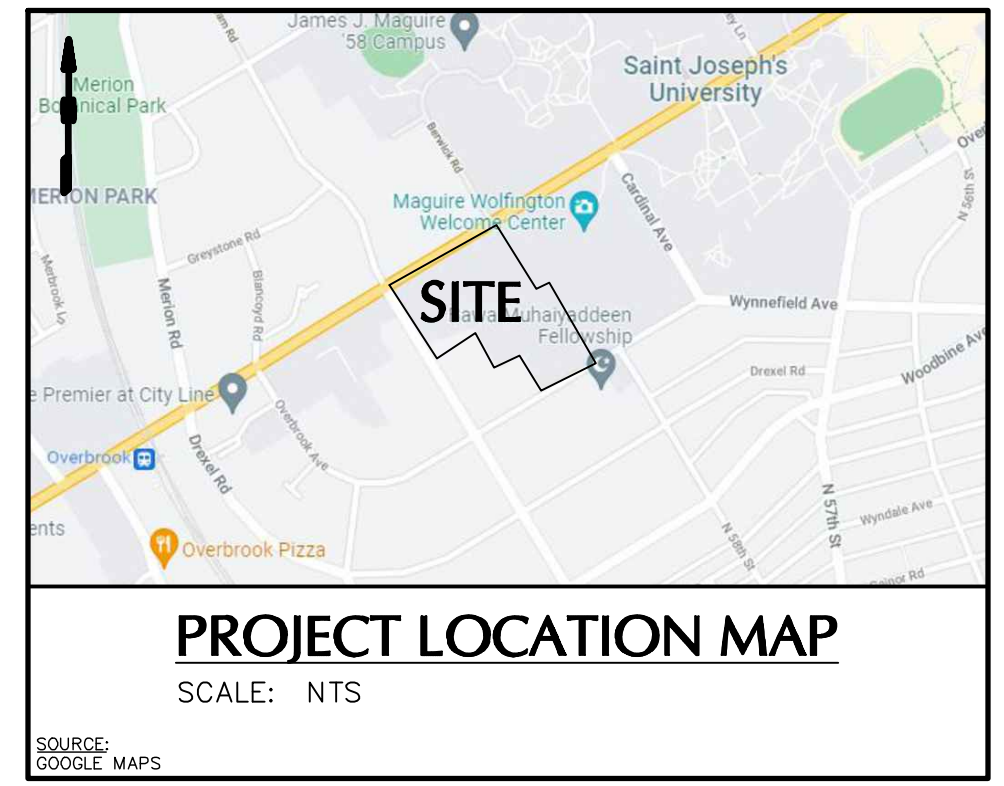 James J. Maguire
'58 Campus
Merion
Botanical Park
Saint Joseph's
University
Berwick Rd
Cardinal Ave
N 56th St
MERION PARK
Maguire Wolfington
Welcome Center
Greystone Rd
Merion Rd
Blancoyd Rd
SITE
Bawa Muhaiyaddeen
Fellowship
Wynnefield Ave
Woodbine Ave
Drexel Rd
e Premier at City Line
Overbrook Ave
Overbrook
Drexel Rd
N 57th St
Wyndale Ave
N 58th St
ents
Overbrook Pizza
PROJECT LOCATION MAP
SCALE: NTS
SOURCE:
GOOGLE MAPS